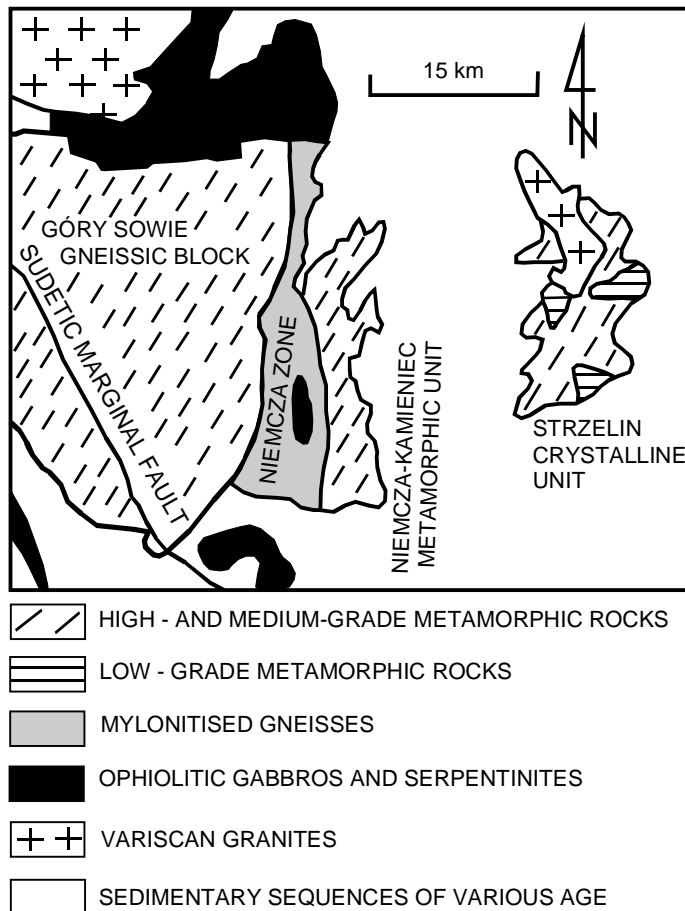 15 km
N
GÓRY SOWIE
GNEISSIC BLOCK
SUDETIC MARGINAL FAULT
NIEMCZA ZONE
NIEMCZA-KAMIENIEC
METAMORPHIC UNIT
STRZELIN
CRYSTALLINE
UNIT
HIGH - AND MEDIUM-GRADE METAMORPHIC ROCKS
LOW - GRADE METAMORPHIC ROCKS
MYLONITISED GNEISSES
OPHIOLITIC GABBROS AND SERPENTINITES
VARISCAN GRANITES
SEDIMENTARY SEQUENCES OF VARIOUS AGE